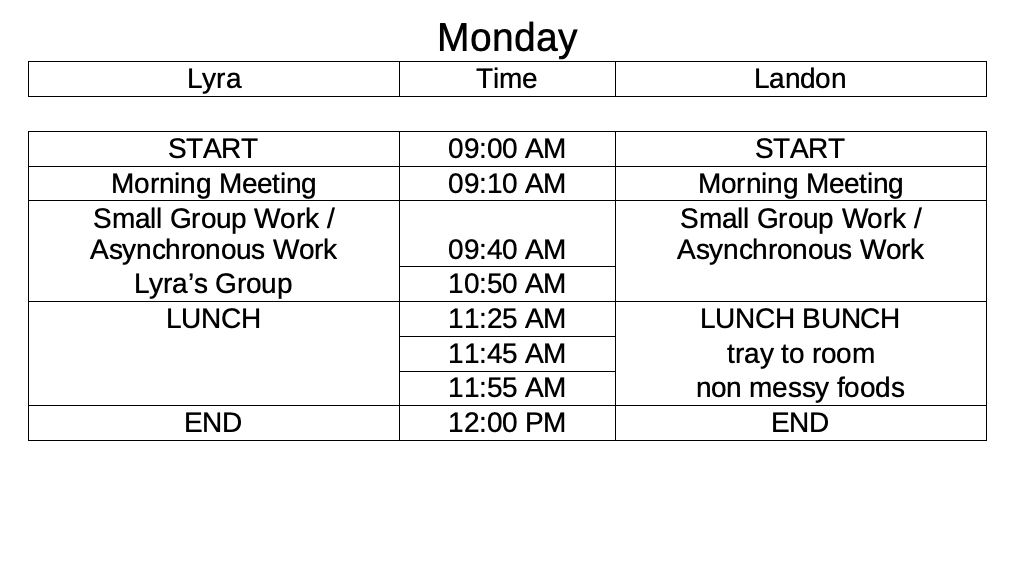 Monday
Lyra Time Landon
START 09:00 AM START
Morning Meeting 09:10 AM Morning Meeting
Small Group Work / Small Group Work /
Asynchronous Work 09:40 AM Asynchronous Work
Lyra’s Group 10:50 AM
LUNCH 11:25 AM LUNCH BUNCH
11:45 AM tray to room
11:55 AM non messy foods
END 12:00 PM END